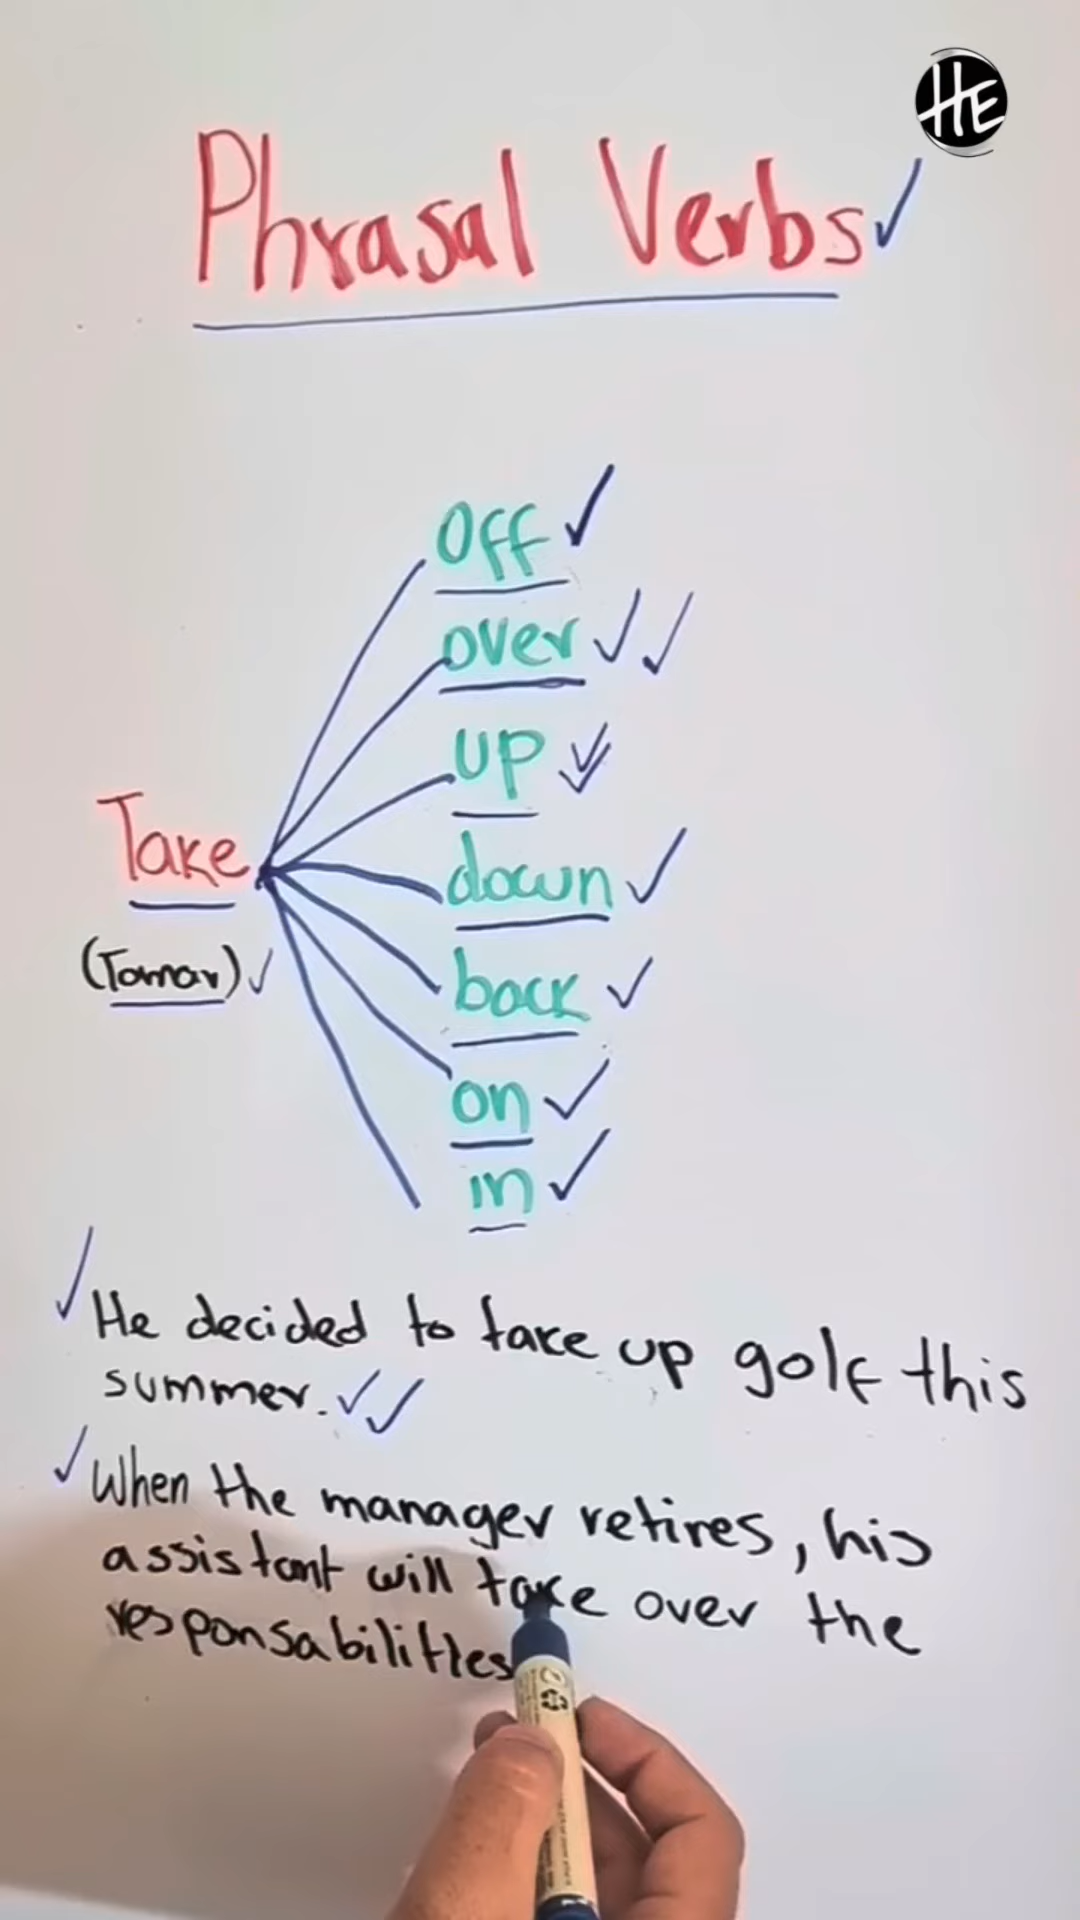 HE
Phrasal Verbs
Off
over
up
Take
down
(Tomar)
back
on
in
He decided to take up golf this
summer.
When the manager retires, his
assistant will take over the
responsabilities